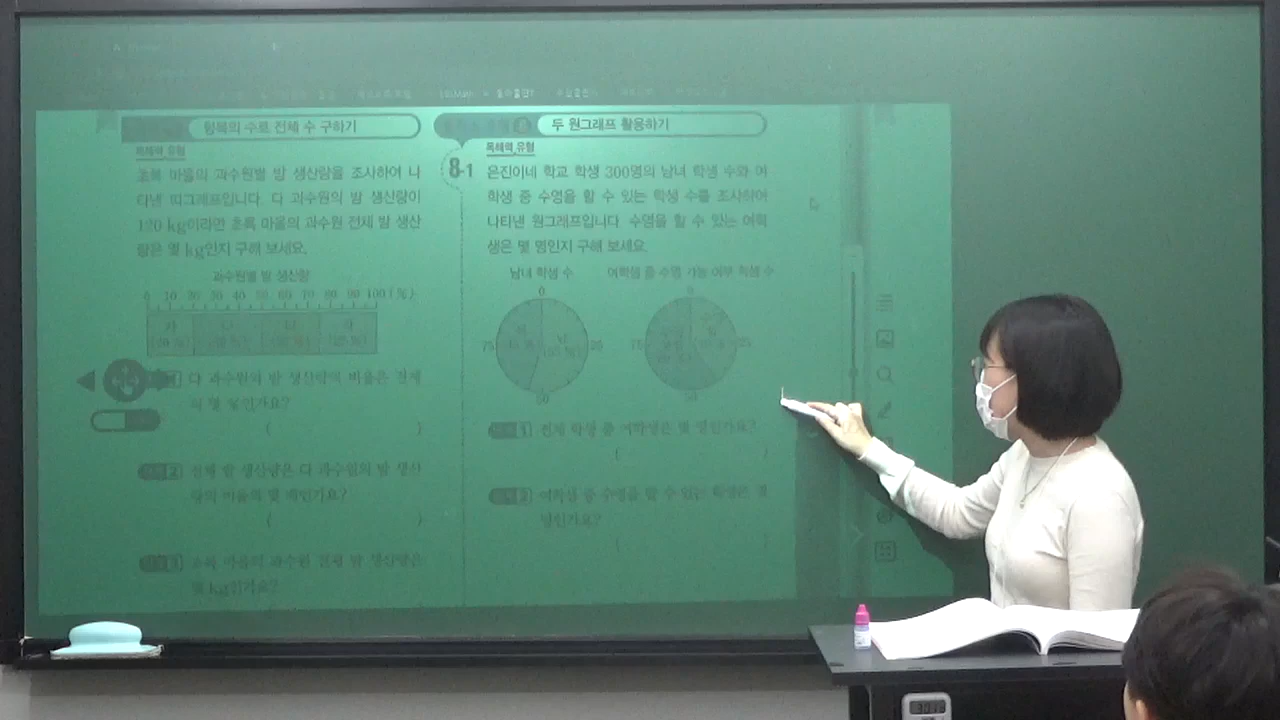 항목의 수로 전체 수 구하기
독해력 유형
초록 마을의 과수원별 밤 생산량을 조사하여 나
타낸 띠그래프입니다. 다 과수원의 밤 생산량이
120 kg이라면 초록 마을의 과수원 전체 밤 생산
량은 몇 kg인지 구해 보세요.
과수원별 밤 생산량
0 10 20 30 40 50 60 70 80 90 100 (%)
1 다 과수원의 밤 생산량의 비율은 전체
의 몇 %인가요?
( )
2 전체 밤 생산량은 다 과수원의 밤 생산
량의 비율의 몇 배인가요?
( )
3 초록 마을의 과수원 전체 밤 생산량은
몇 kg인가요?
두 원그래프 활용하기
독해력 유형
8-1
은진이네 학교 학생 300명의 남녀 학생 수와 여
학생 중 수영을 할 수 있는 학생 수를 조사하여
나타낸 원그래프입니다. 수영을 할 수 있는 여학
생은 몇 명인지 구해 보세요.
남녀 학생 수
0
75
25
50
여학생 중 수영 가능 여부 학생 수
0
75
25
50
1 전체 학생 중 여학생은 몇 명인가요?
( )
2 여학생 중 수영을 할 수 있는 학생은 몇
명인가요?
( )